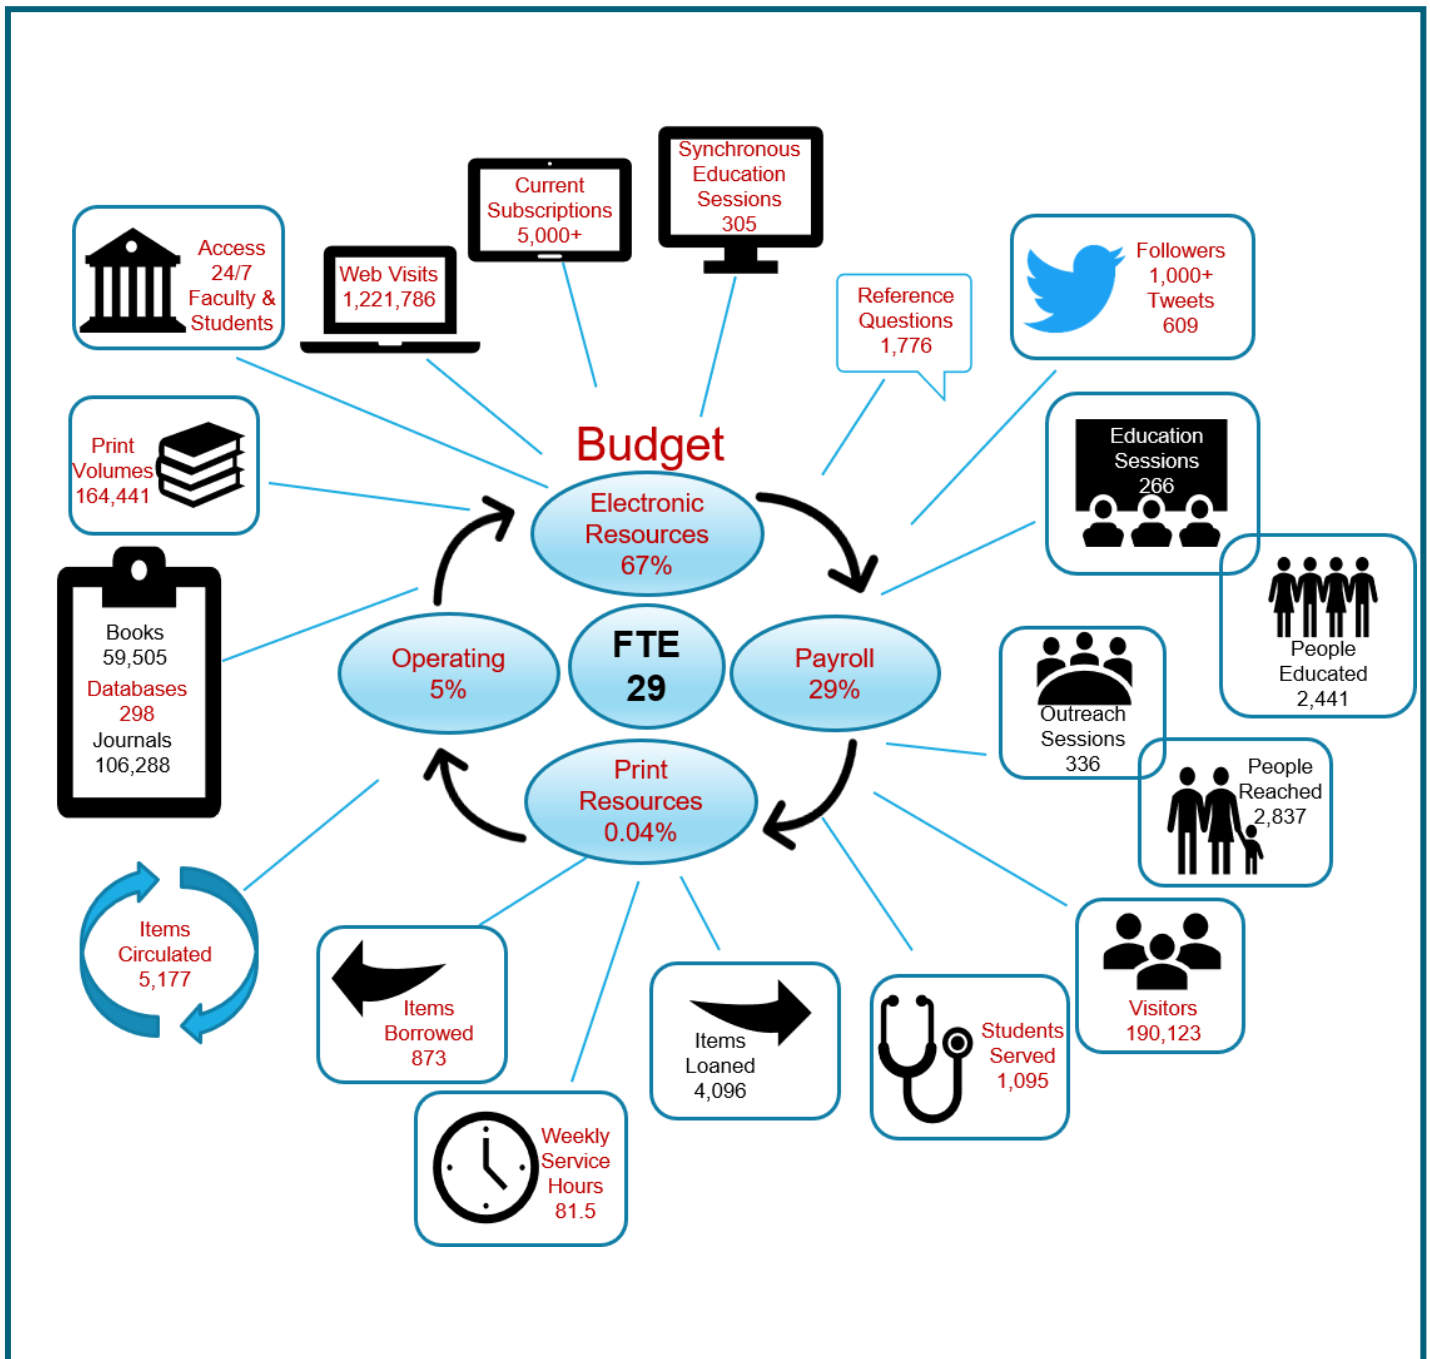 Synchronous
Education
Sessions
305
Current
Subscriptions
5,000+
Access
24/7
Faculty &
Students
Web Visits
1,221,786
Reference
Questions
1,776
Followers
1,000+
Tweets
609
Print
Volumes
164,441
Budget
Electronic
Resources
67%
Education
Sessions
266
Books
59,505
Databases
298
Journals
106,288
Operating
5%
FTE
29
Payroll
29%
People
Educated
2,441
Outreach
Sessions
336
Print
Resources
0.04%
People
Reached
2,837
Items
Circulated
5,177
Items
Borrowed
873
Items
Loaned
4,096
Students
Served
1,095
Visitors
190,123
Weekly
Service
Hours
81.5